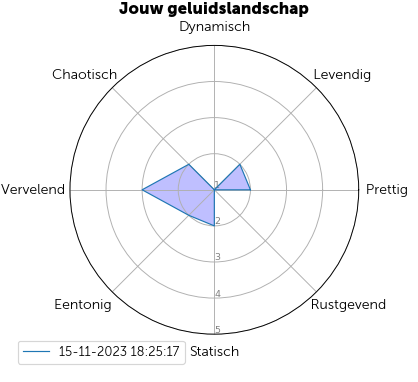 Jouw geluidslandschap
Dynamisch
Chaotisch
Levendig
Vervelend
1
Prettig
2
3
4
Eentonig
Rustgevend
5
15-11-2023 18:25:17
Statisch